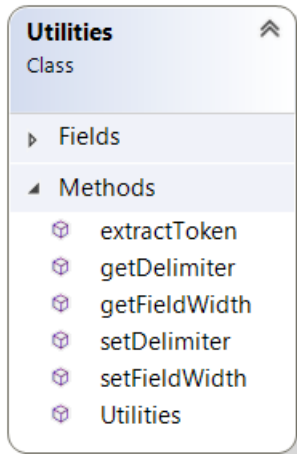 Utilities
Class
Fields
Methods
extractToken
getDelimiter
getFieldWidth
setDelimiter
setFieldWidth
Utilities